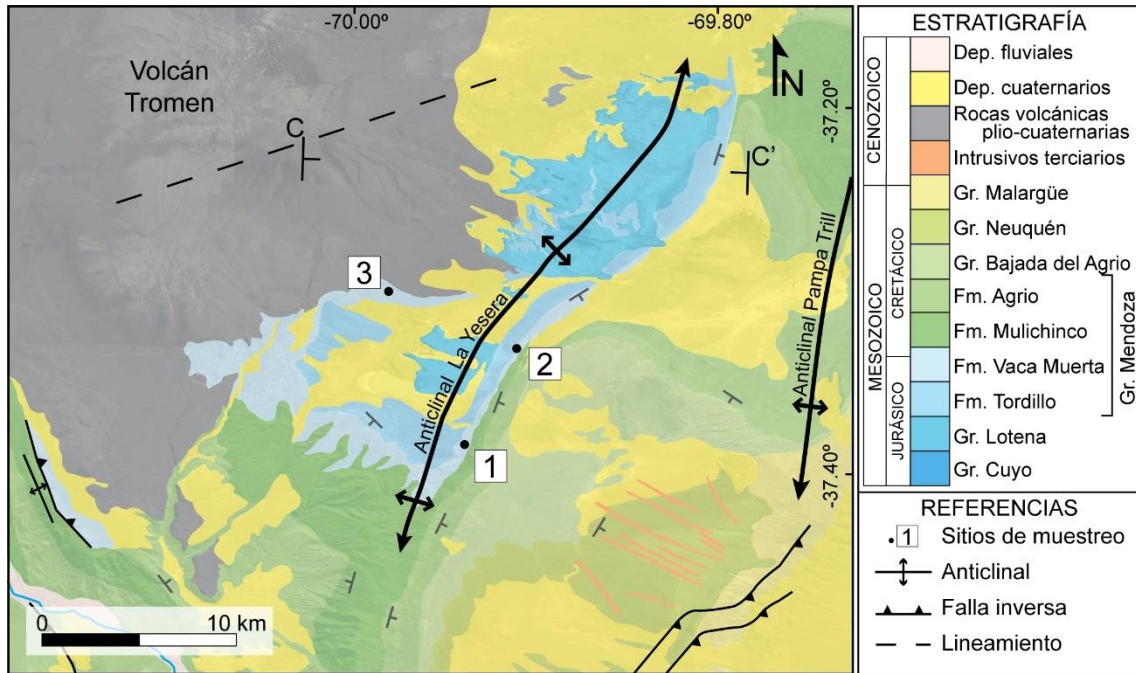 -70.00º
-69.80º
Volcán
Tromen
N
-37.20º
C
C'
3
Anticlinal La Yesera
Anticlinal Pampa Trill
2
1
-37.40º
0
10 km
ESTRATIGRAFÍA
CENOZOICO
MESOZOICO
CRETÁCICO
JURÁSICO
Dep. fluviales
Dep. cuaternarios
Rocas volcánicas
plio-cuaternarias
Intrusivos terciarios
Gr. Malargüe
Gr. Neuquén
Gr. Bajada del Agrio
Fm. Agrio
Fm. Mulichinco
Fm. Vaca Muerta
Fm. Tordillo
Gr. Mendoza
Gr. Lotena
Gr. Cuyo
REFERENCIAS
1 Sitios de muestreo
Anticlinal
Falla inversa
Lineamiento